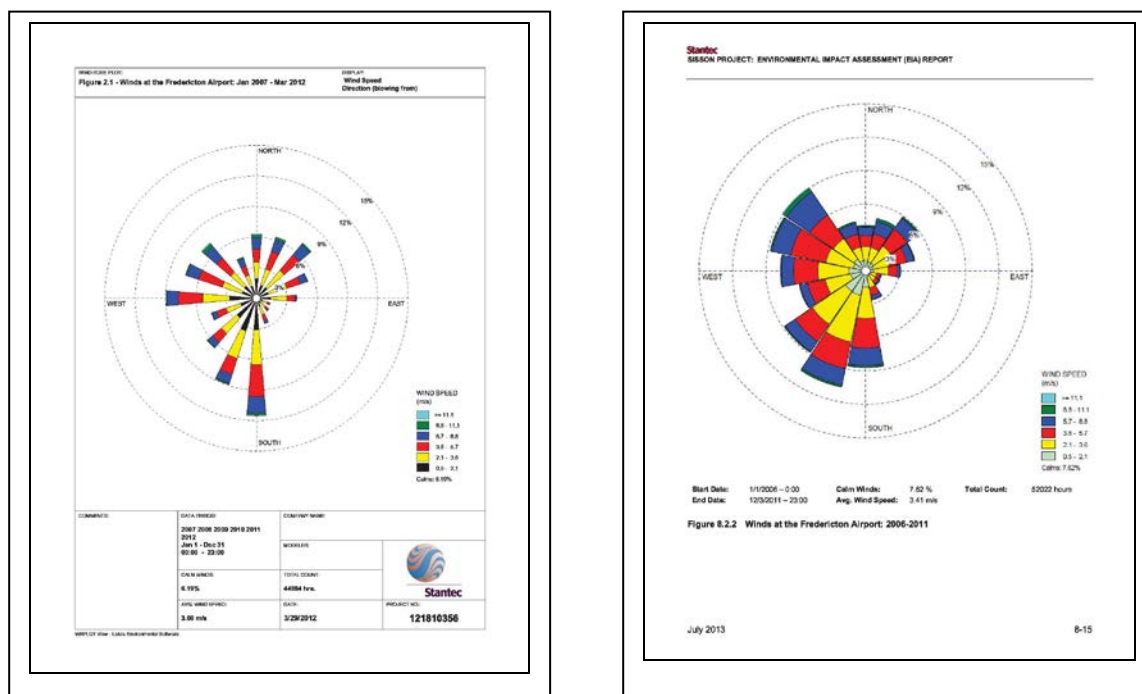 WIND ROSE PLOT:
Figure 2.1 - Winds at the Fredericton Airport: Jan 2007 - Mar 2012
DISPLAY:
Wind Speed
Direction (blowing from)
NORTH
15%
12%
9%
6%
3%
WEST
EAST
SOUTH
WIND SPEED
(m/s)
>= 11.1
8.8 - 11.1
5.7 - 8.8
3.6 - 5.7
2.1 - 3.6
0.5 - 2.1
COMMENTS:
DATA PERIOD:
2007 2008 2009 2010 2011
2012
Jan 1 - Dec 31
00:00 - 23:00
COMPANY NAME:
MODELER:
CALM WINDS:
TOTAL COUNT:
Stantec
AVG. WIND SPEED:
DATE:
3/29/2012
PROJECT NO.:
121810356
Stantec
SISSON PROJECT: ENVIRONMENTAL IMPACT ASSESSMENT (EIA) REPORT
NORTH
15%
12%
9%
6%
3%
WEST
EAST
SOUTH
WIND SPEED
(m/s)
>= 11.1
8.8 - 11.1
5.7 - 8.8
3.6 - 5.7
2.1 - 3.6
0.5 - 2.1
Calms: 7.62%
Start Date: 1/1/2006 – 0:00 Calm Winds: 7.62 % Total Count: 52022 hours
End Date: 12/3/2011 – 23:00 Avg. Wind Speed: 3.41 m/s
Figure 8.2.2 Winds at the Fredericton Airport: 2006-2011
July 2013
8-15